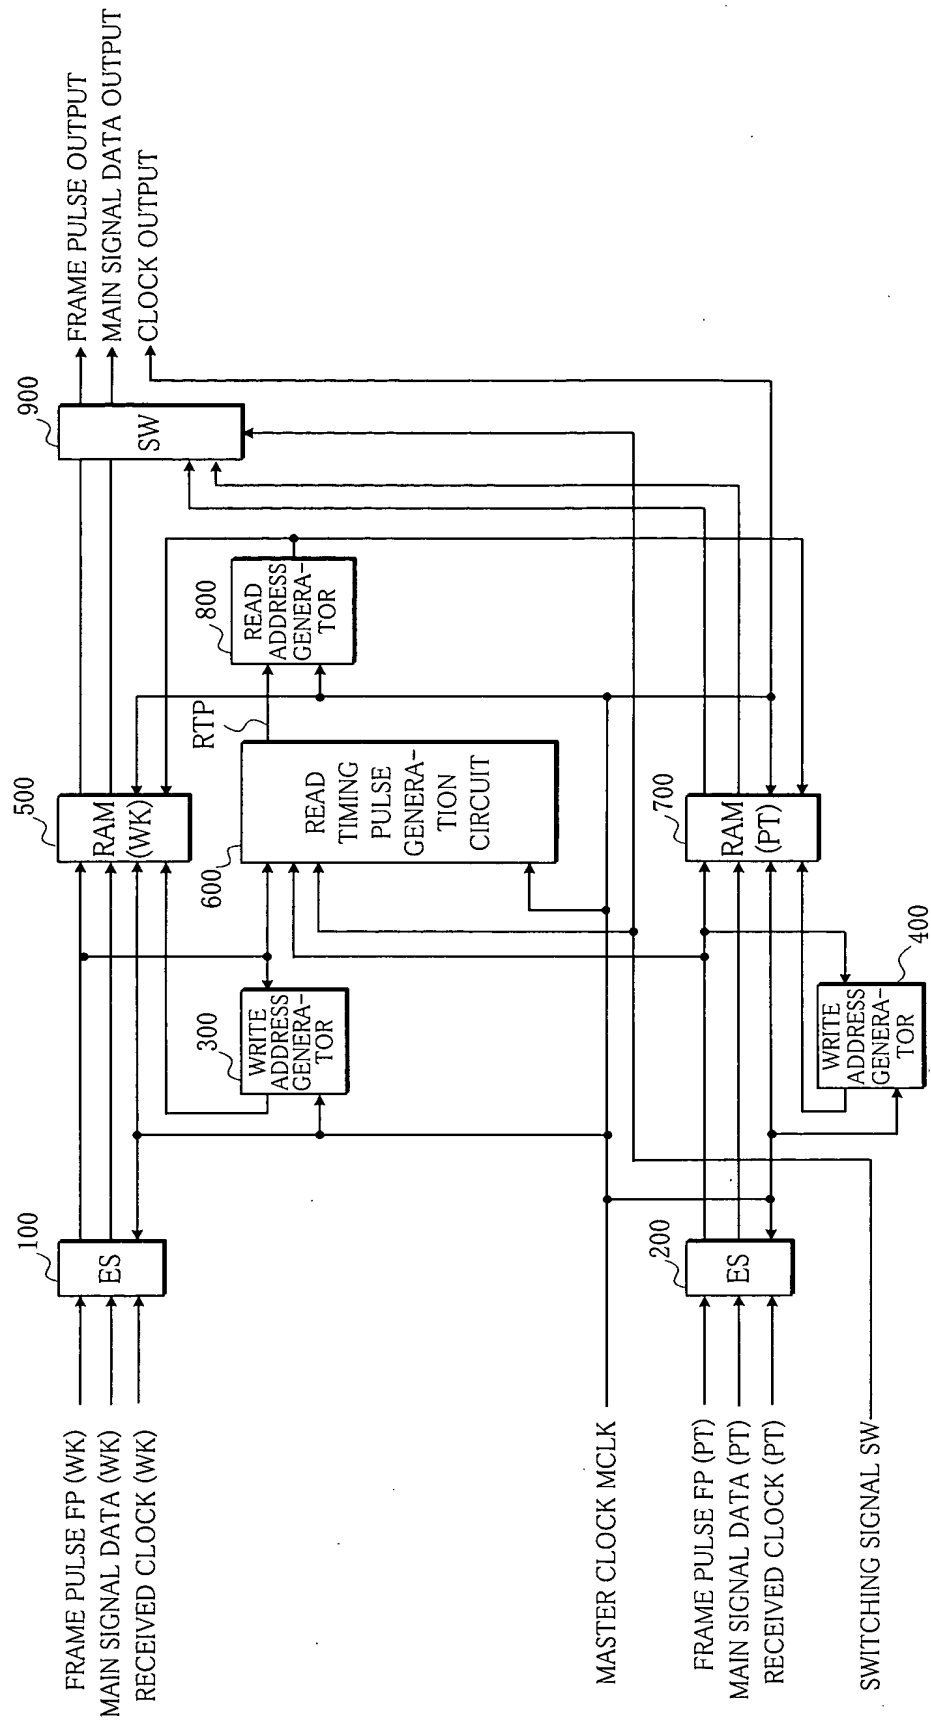 FRAME PULSE FP (WK)
MAIN SIGNAL DATA (WK)
RECEIVED CLOCK (WK)
MASTER CLOCK MCLK
FRAME PULSE FP (PT)
MAIN SIGNAL DATA (PT)
RECEIVED CLOCK (PT)
SWITCHING SIGNAL SW
100
ES
200
ES
300
WRITE
ADDRESS
GENERA-
TOR
400
WRITE
ADDRESS
GENERA-
TOR
500
RAM
(WK)
600
READ
TIMING
PULSE
GENERA-
TION
CIRCUIT
700
RAM
(PT)
RTP
800
READ
ADDRESS
GENERA-
TOR
900
SW
FRAME PULSE OUTPUT
MAIN SIGNAL DATA OUTPUT
CLOCK OUTPUT